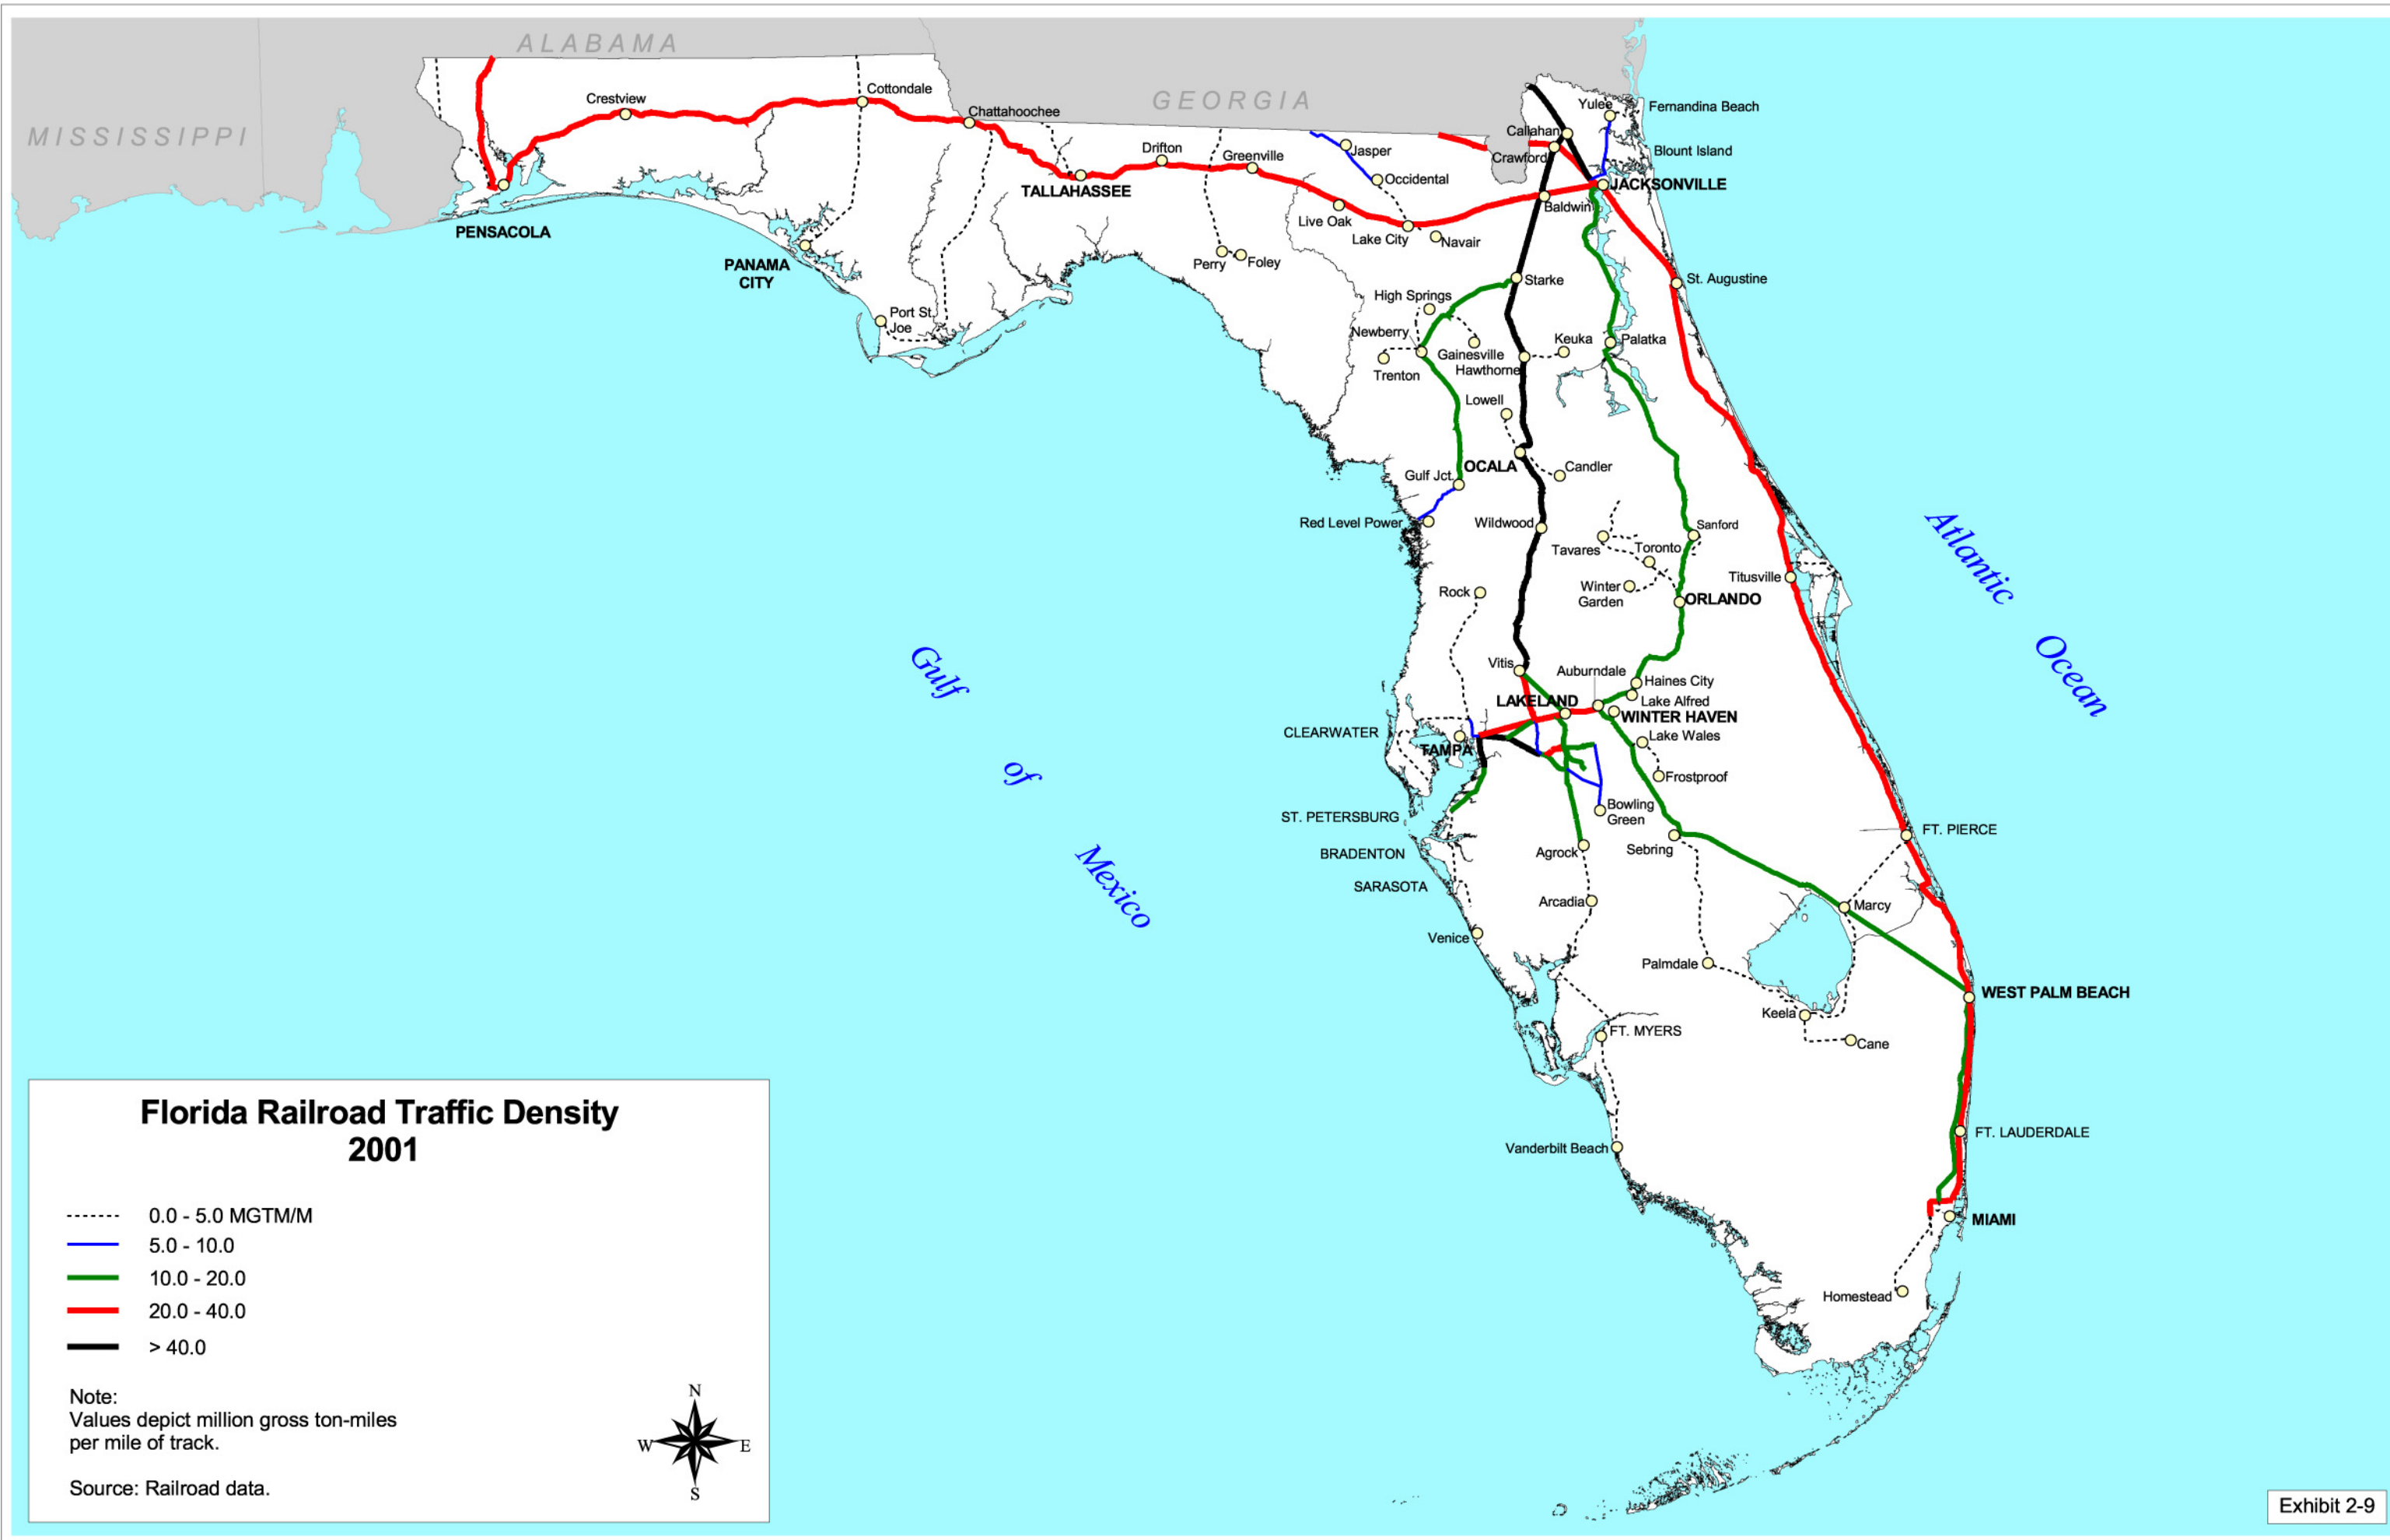 ALABAMA
MISSISSIPPI
GEORGIA
Crestview
Cottondale
Chattahoochee
Drifton
Greenville
TALLAHASSEE
PENSACOLA
PANAMA
CITY
Port St.
Joe
Perry
Foley
Jasper
Occidental
Live Oak
Lake City
Navair
Yulee
Fernandina Beach
Callahan
Blount Island
Crawford
JACKSONVILLE
Baldwin
St. Augustine
Starke
High Springs
Newberry
Gainesville
Hawthorne
Trenton
Keuka
Palatka
Lowell
OCALA
Candler
Gulf Jct.
Red Level Power
Wildwood
Sanford
Tavares
Toronto
Winter
Garden
Titusville
ORLANDO
Rock
Vitis
Auburndale
Haines City
Lake Alfred
LAKELAND
WINTER HAVEN
Lake Wales
CLEARWATER
TAMPA
Frostproof
Bowling
Green
ST. PETERSBURG
BRADENTON
SARASOTA
Agrock
Sebring
FT. PIERCE
Arcadia
Marcy
Venice
Palmdale
WEST PALM BEACH
Keela
Cane
FT. MYERS
Vanderbilt Beach
FT. LAUDERDALE
MIAMI
Homestead
Atlantic
Ocean
Gulf
of
Mexico
Florida Railroad Traffic Density
2001
0.0 - 5.0 MGTM/M
5.0 - 10.0
10.0 - 20.0
20.0 - 40.0
> 40.0
Note:
Values depict million gross ton-miles
per mile of track.
Source: Railroad data.
N
W
E
S
Exhibit 2-9